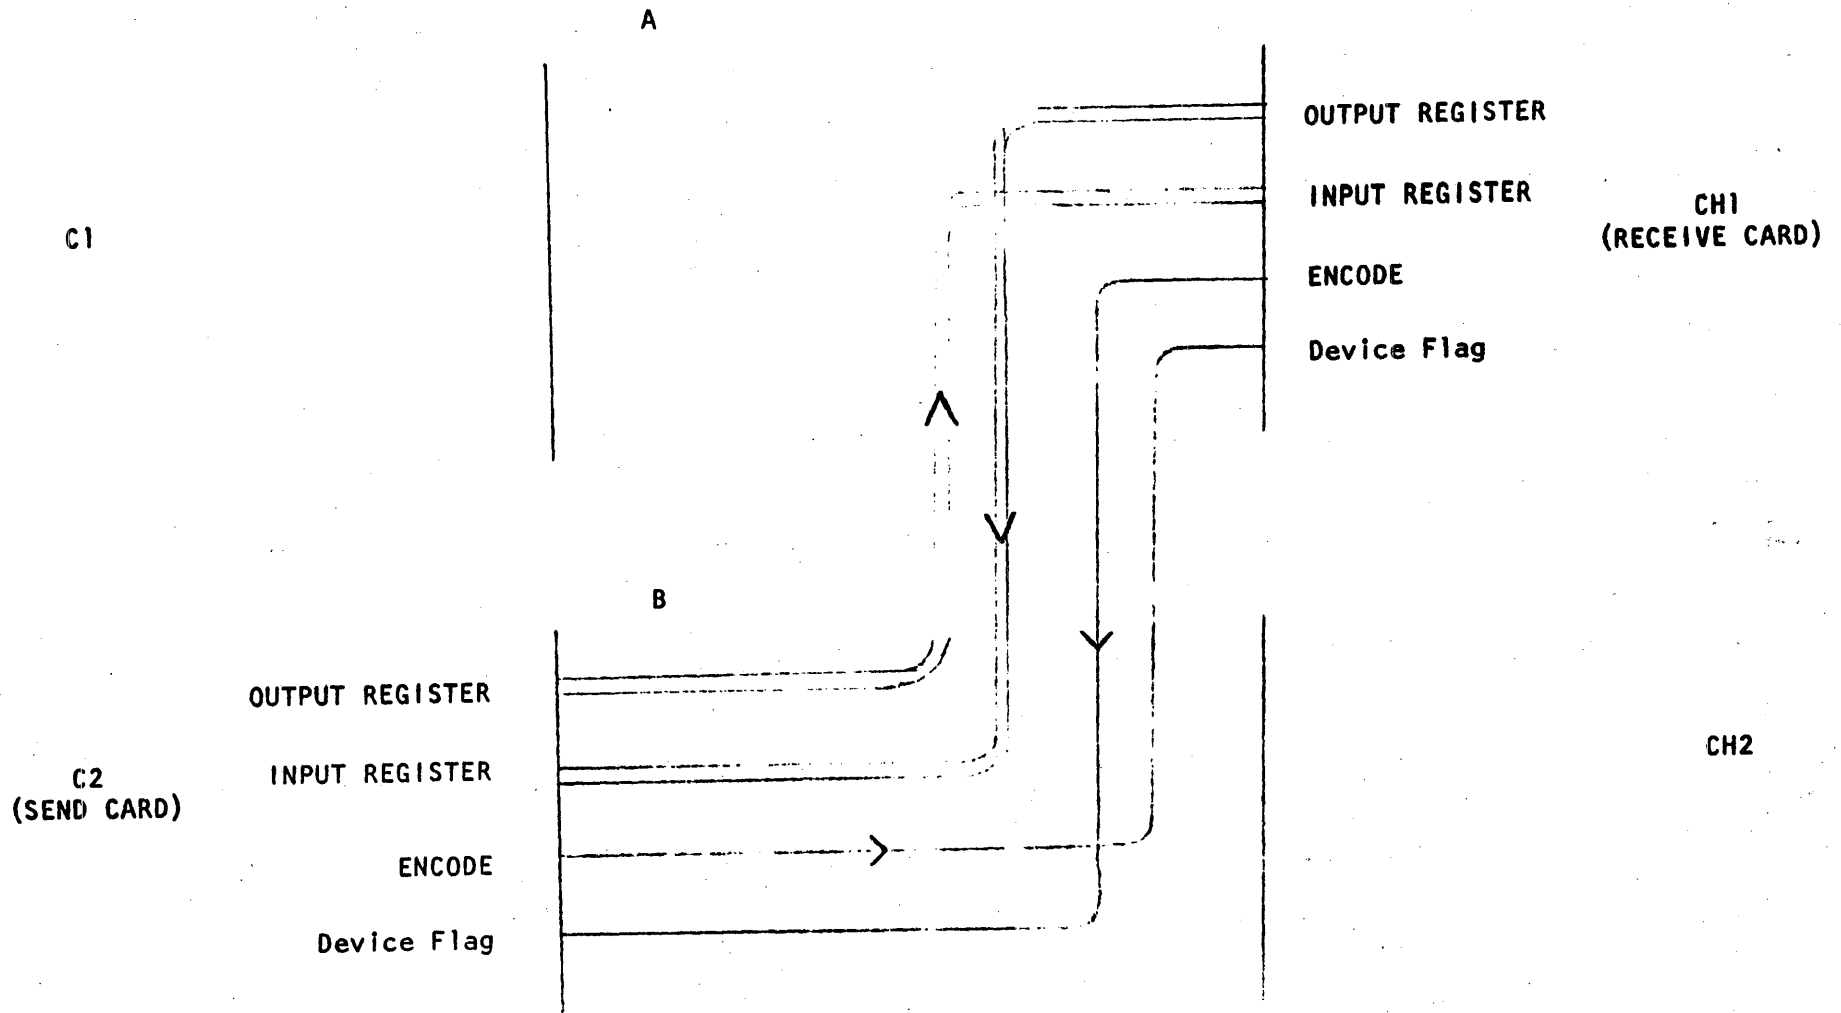 A
OUTPUT REGISTER
INPUT REGISTER
CH1
(RECEIVE CARD)
C1
ENCODE
Device Flag
B
OUTPUT REGISTER
CH2
INPUT REGISTER
C2
(SEND CARD)
ENCODE
Device Flag